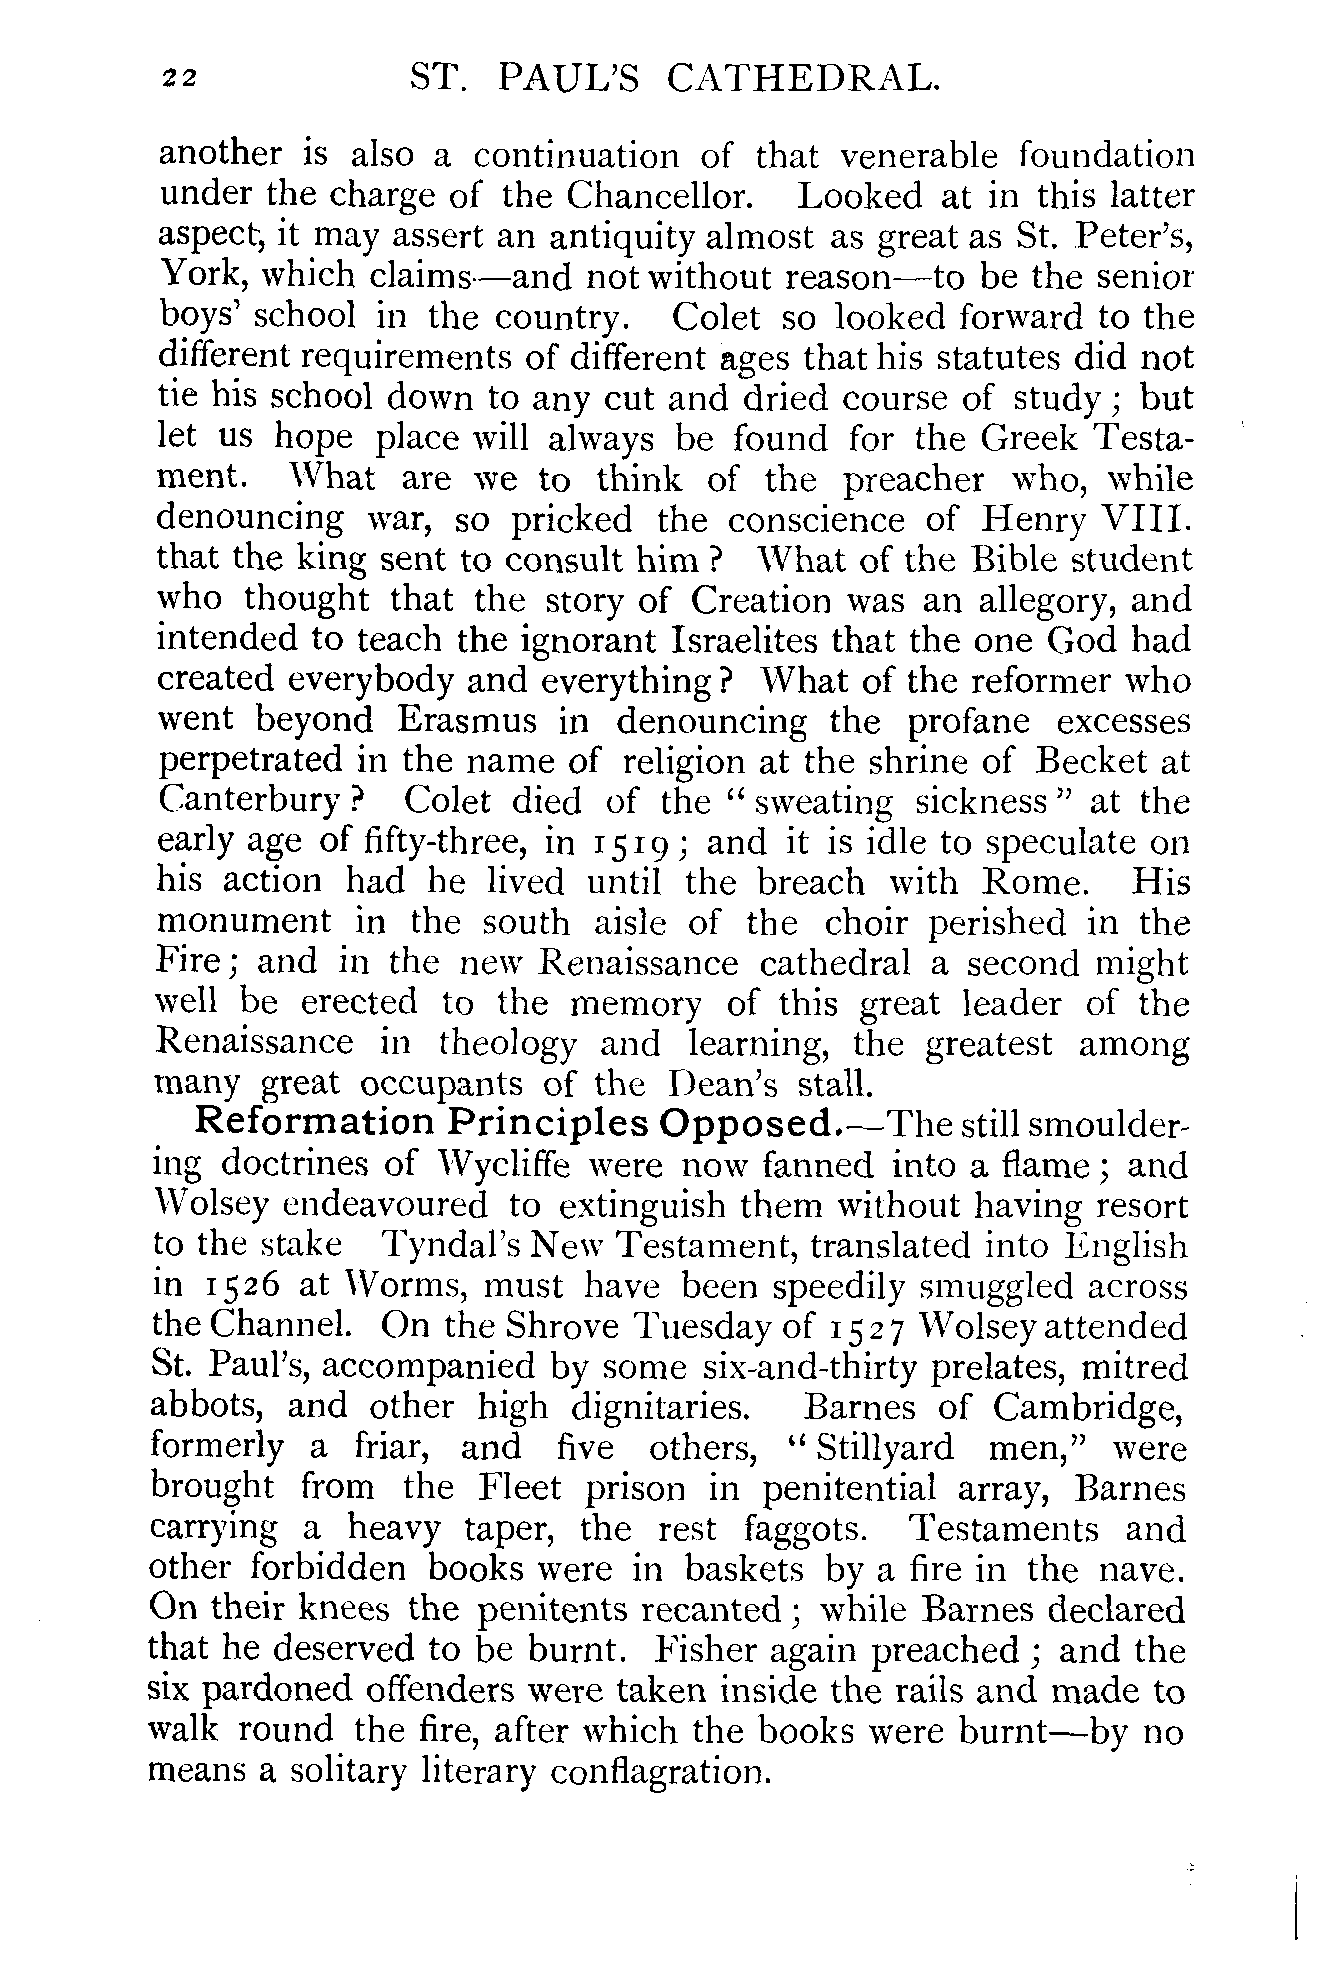 22 ST. PAUL'S CATHEDRAL.
another is also a continuation of that venerable foundation
under the charge of the Chancellor. Looked at in this latter
aspect, it may assert an antiquity almost as great as St. Peter's,
York, which claims—and not without reason—to be the senior
boys' school in the country. Colet so looked forward to the
different requirements of different ages that his statutes did not
tie his school down to any cut and dried course of study; but
let us hope place will always be found for the Greek Testa-
ment. What are we to think of the preacher who, while
denouncing war, so pricked the conscience of Henry VIII.
that the king sent to consult him? What of the Bible student
who thought that the story of Creation was an allegory, and
intended to teach the ignorant Israelites that the one God had
created everybody and everything? What of the reformer who
went beyond Erasmus in denouncing the profane excesses
perpetrated in the name of religion at the shrine of Becket at
Canterbury? Colet died of the "sweating sickness" at the
early age of fifty-three, in 1519; and it is idle to speculate on
his action had he lived until the breach with Rome. His
monument in the south aisle of the choir perished in the
Fire; and in the new Renaissance cathedral a second might
well be erected to the memory of this great leader of the
Renaissance in theology and learning, the greatest among
many great occupants of the Dean's stall.
Reformation Principles Opposed.—The still smoulder-
ing doctrines of Wycliffe were now fanned into a flame; and
Wolsey endeavoured to extinguish them without having resort
to the stake Tyndal's New Testament, translated into English
in 1526 at Worms, must have been speedily smuggled across
the Channel. On the Shrove Tuesday of 1527 Wolsey attended
St. Paul's, accompanied by some six-and-thirty prelates, mitred
abbots, and other high dignitaries. Barnes of Cambridge,
formerly a friar, and five others, "Stillyard men," were
brought from the Fleet prison in penitential array, Barnes
carrying a heavy taper, the rest faggots. Testaments and
other forbidden books were in baskets by a fire in the nave.
On their knees the penitents recanted; while Barnes declared
that he deserved to be burnt. Fisher again preached; and the
six pardoned offenders were taken inside the rails and made to
walk round the fire, after which the books were burnt—by no
means a solitary literary conflagration.